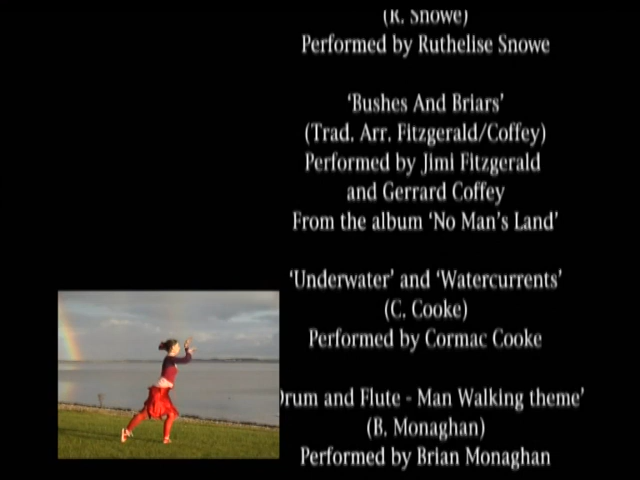 (R. Snowe)
Performed by Ruthelise Snowe
‘Bushes And Briars’
(Trad. Arr. Fitzgerald/Coffey)
Performed by Jimi Fitzgerald
and Gerrard Coffey
From the album ‘No Man’s Land’
‘Underwater’ and ‘Watercurrents’
(C. Cooke)
Performed by Cormac Cooke
Drum and Flute - Man Walking theme’
(B. Monaghan)
Performed by Brian Monaghan